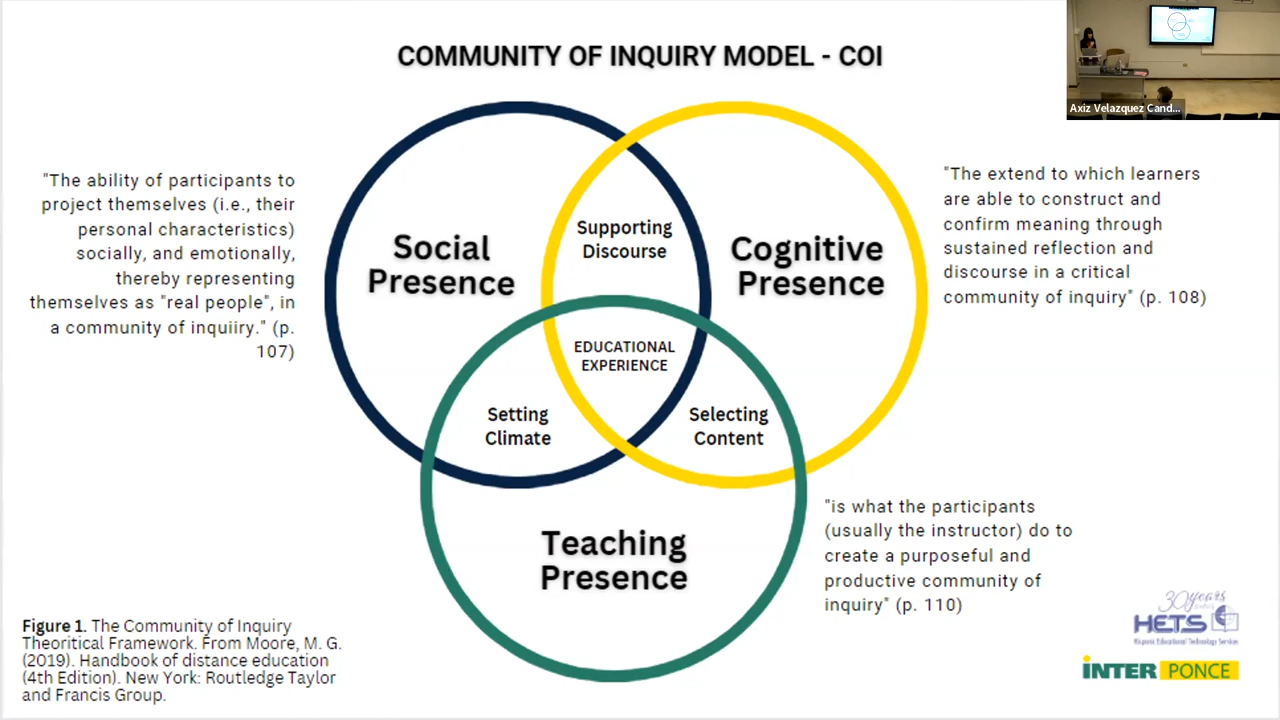 COMMUNITY OF INQUIRY MODEL - COI
Axiz Velazquez Cand...
"The ability of participants to
project themselves (i.e., their
personal characteristics)
socially, and emotionally,
thereby representing
themselves as "real people", in
a community of inquiiry." (p.
107)
Social
Presence
Supporting
Discourse
Cognitive
Presence
"The extend to which learners
are able to construct and
confirm meaning through
sustained reflection and
discourse in a critical
community of inquiry" (p. 108)
EDUCATIONAL
EXPERIENCE
Setting
Climate
Selecting
Content
Teaching
Presence
"is what the participants
(usually the instructor) do to
create a purposeful and
productive community of
inquiry" (p. 110)
Figure 1. The Community of Inquiry
Theoritical Framework. From Moore, M. G.
(2019). Handbook of distance education
(4th Edition). New York: Routledge Taylor
and Francis Group.
30 years
HETS
Hispanic Educational Technology Services
INTER PONCE